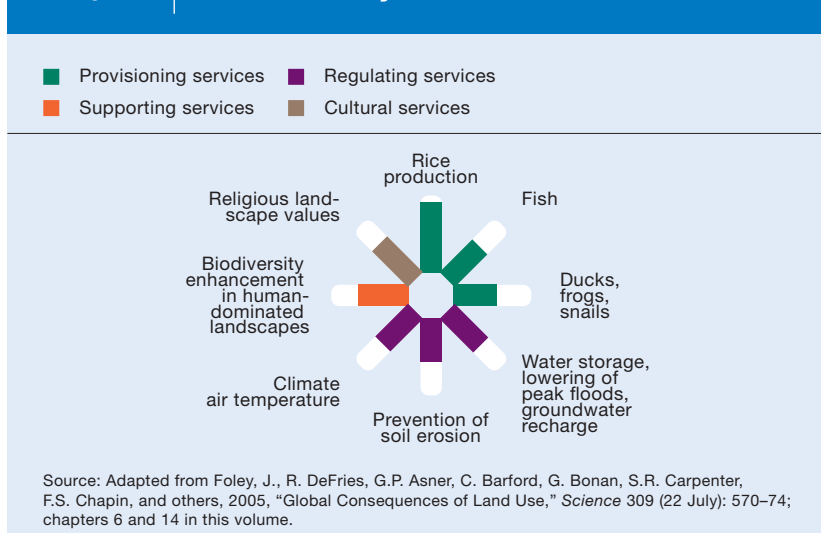 Provisioning services
Regulating services
Supporting services
Cultural services
Rice
production
Religious land-
scape values
Fish
Biodiversity
enhancement
in human-
dominated
landscapes
Ducks,
frogs,
snails
Climate
air temperature
Water storage,
lowering of
peak floods,
groundwater
recharge
Prevention of
soil erosion
Source: Adapted from Foley, J., R. DeFries, G.P. Asner, C. Barford, G. Bonan, S.R. Carpenter,
F.S. Chapin, and others, 2005, “Global Consequences of Land Use,” Science 309 (22 July): 570–74;
chapters 6 and 14 in this volume.